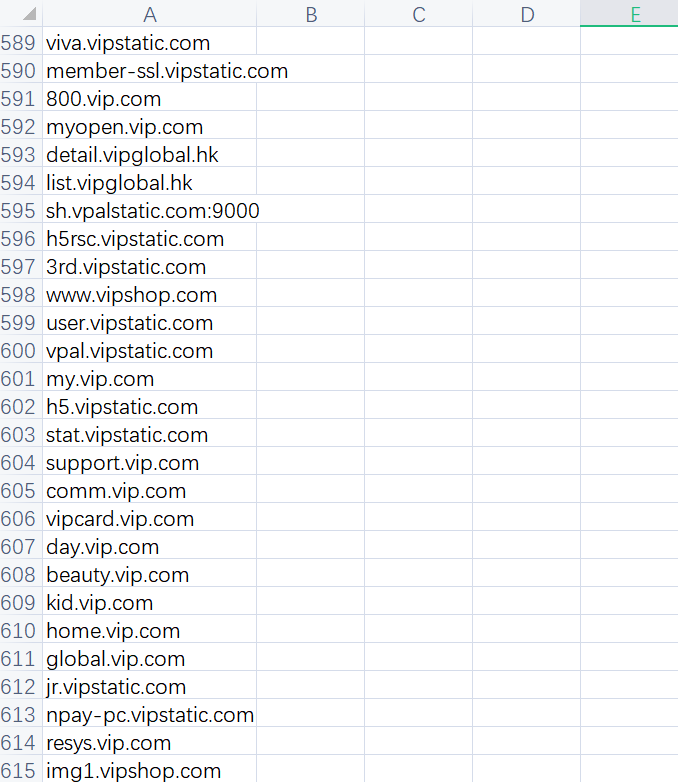 A B C D E
589 viva.vipstatic.com
590 member-ssl.vipstatic.com
591 800.vip.com
592 myopen.vip.com
593 detail.vipglobal.hk
594 list.vipglobal.hk
595 sh.vpalstatic.com:9000
596 h5rsc.vipstatic.com
597 3rd.vipstatic.com
598 www.vipshop.com
599 user.vipstatic.com
600 vpal.vipstatic.com
601 my.vip.com
602 h5.vipstatic.com
603 stat.vipstatic.com
604 support.vip.com
605 comm.vip.com
606 vipcard.vip.com
607 day.vip.com
608 beauty.vip.com
609 kid.vip.com
610 home.vip.com
611 global.vip.com
612 jr.vipstatic.com
613 npay-pc.vipstatic.com
614 resys.vip.com
615 img1.vipshop.com